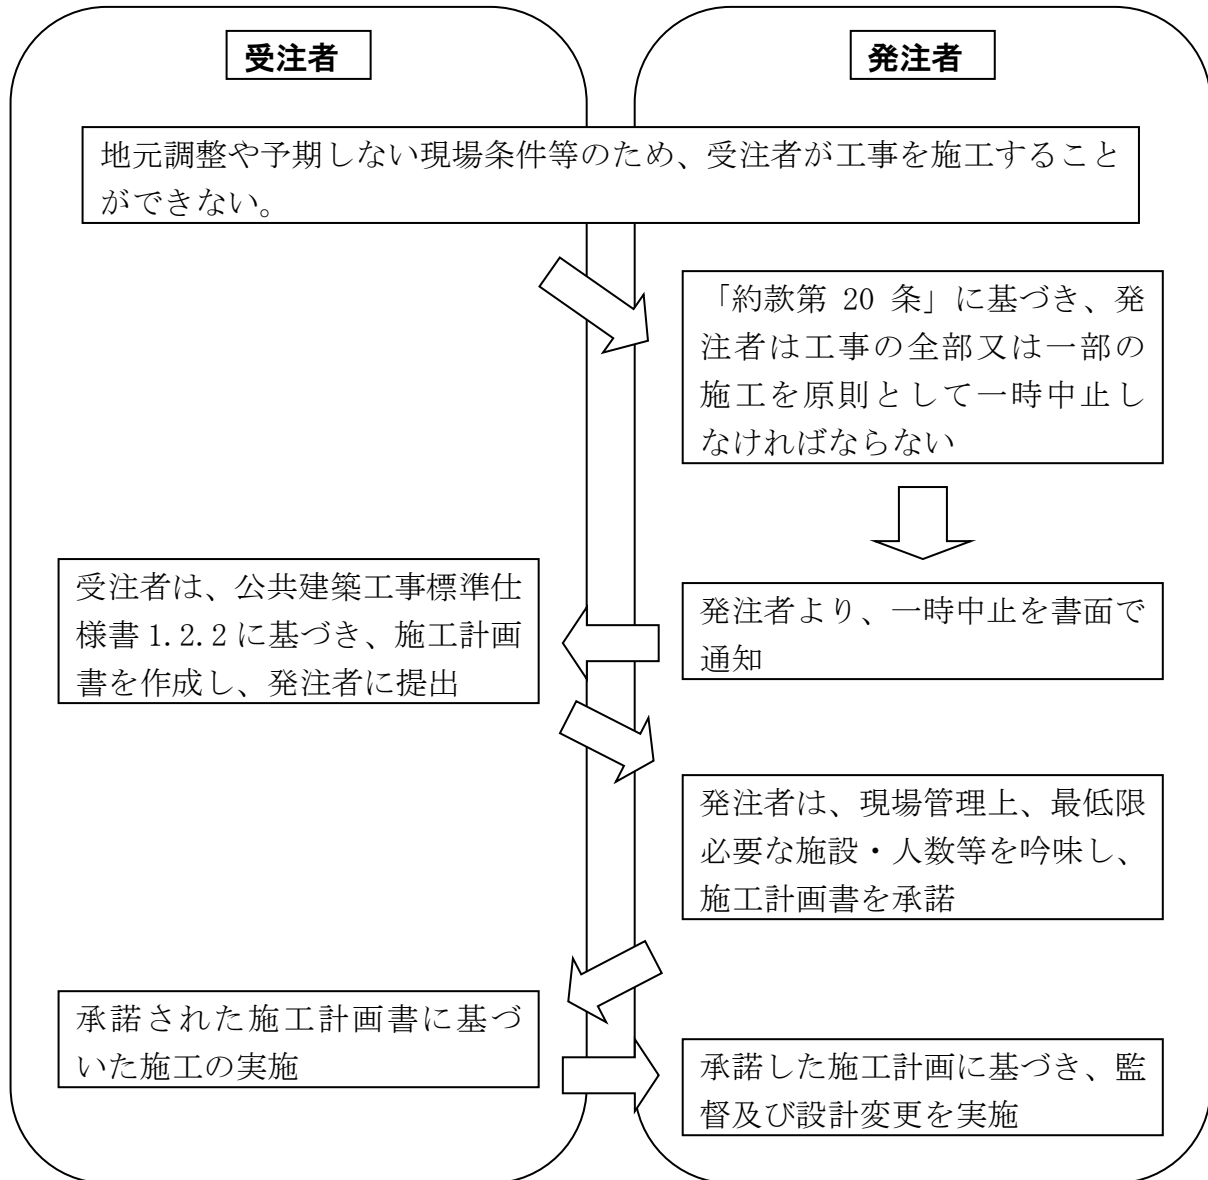 受注者
発注者
地元調整や予期しない現場条件等のため、受注者が工事を施工すること
ができない。
「約款第 20 条」に基づき、発
注者は工事の全部又は一部の
施工を原則として一時中止し
なければならない
発注者より、一時中止を書面で
通知
受注者は、公共建築工事標準仕
様書 1.2.2 に基づき、施工計画
書を作成し、発注者に提出
発注者は、現場管理上、最低限
必要な施設・人数等を吟味し、
施工計画書を承諾
承諾された施工計画書に基づ
いた施工の実施
承諾した施工計画に基づき、監
督及び設計変更を実施